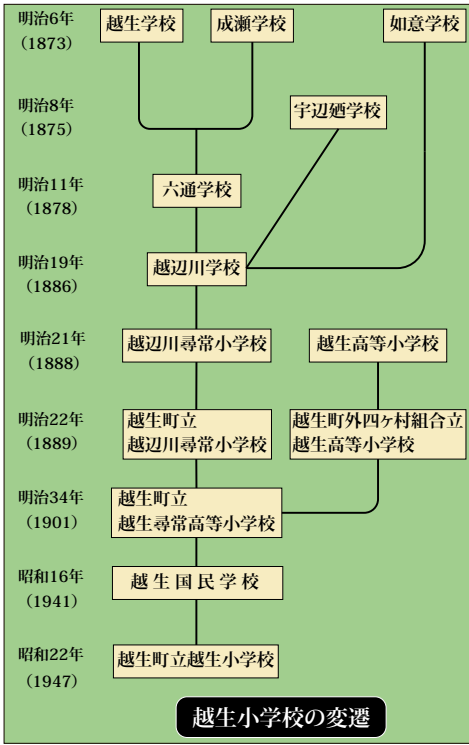 明治6年
(1873)
越生学校
成瀬学校
如意学校
明治8年
(1875)
宇辺廼学校
明治11年
(1878)
六通学校
明治19年
(1886)
越辺川学校
明治21年
(1888)
越辺川尋常小学校
越生高等小学校
明治22年
(1889)
越生町立
越辺川尋常小学校
越生町外四ヶ村組合立
越生高等小学校
明治34年
(1901)
越生町立
越生尋常高等小学校
昭和16年
(1941)
越生国民学校
昭和22年
(1947)
越生町立越生小学校
越生小学校の変遷